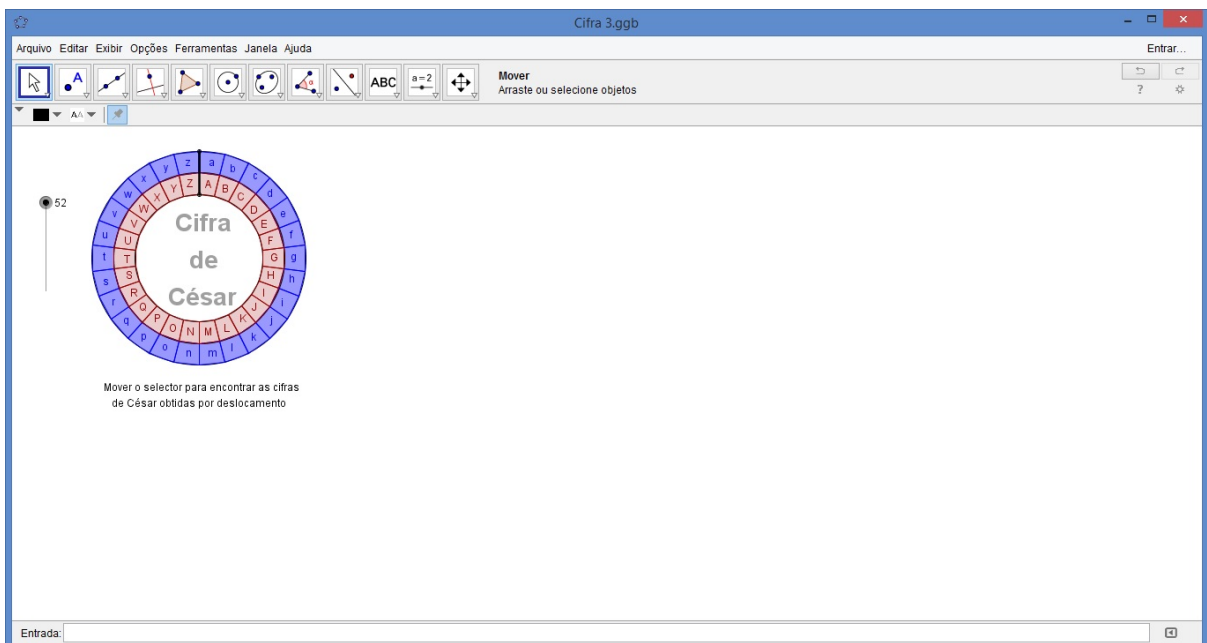 Cifra 3.ggb
Arquivo Editar Exibir Opções Ferramentas Janela Ajuda
Entrar...
A
ABC
a=2
Mover
Arraste ou selecione objetos
?
AA
52
a b c d e f g h i j k l m n o p q r s t u v w x y z
A B C D E F G H I J K L M N O P Q R S T U V W X Y Z
Cifra
de
César
Mover o selector para encontrar as cifras
de César obtidas por deslocamento
Entrada: